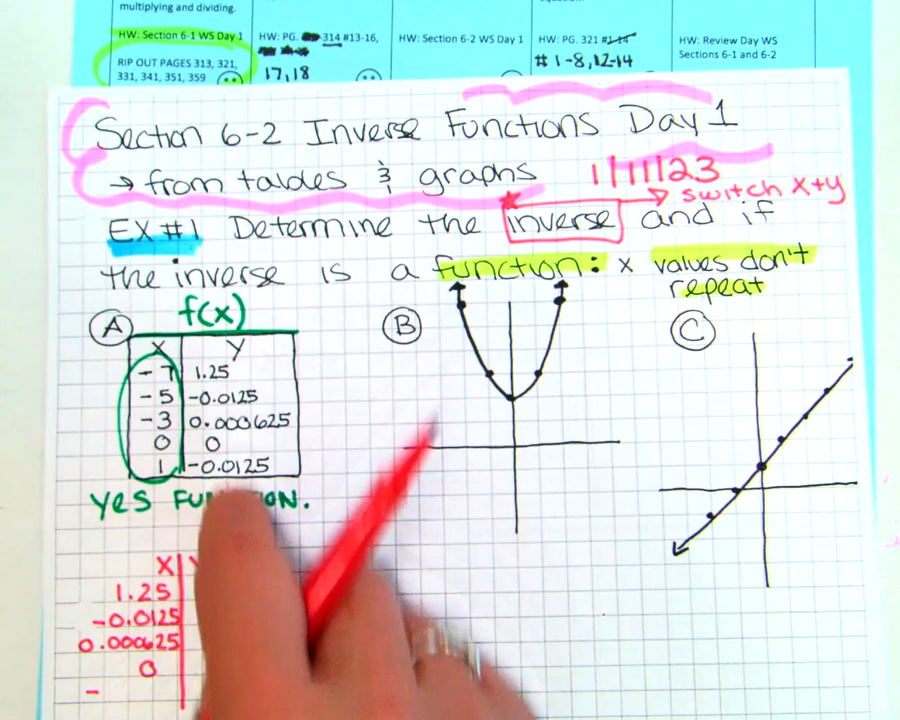 multiplying and dividing.
HW: Section 6-1 WS Day 1
RIP OUT PAGES 313, 321,
331, 341, 351, 359
HW: PG. 314 #13-16,
17,18
HW: Section 6-2 WS Day 1
HW: PG. 321 #1-14
#1-8,12-14
HW: Review Day WS
Sections 6-1 and 6-2
Section 6-2 Inverse Functions Day 1
→ from tables & graphs
1/11/23
→ switch x+y
EX #1 Determine the inverse and if
the inverse is a function: x values don't
repeat
A f(x)
x y
-7 1.25
-5 -0.0125
-3 0.000625
0 0
1 -0.0125
YES FUNCTION.
B
C
X
1.25
-0.0125
0.000625
0
-